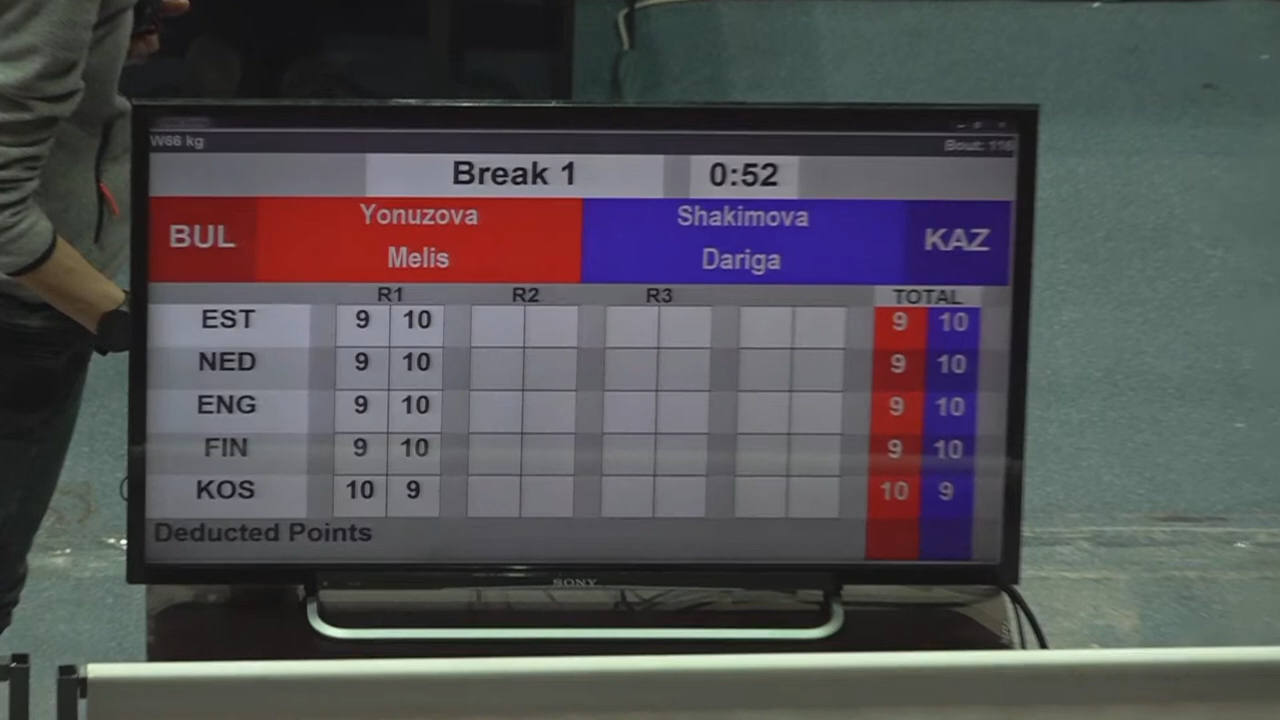 W66 kg Bout: 116
Break 1 0:52
BUL Yonuzova Melis Shakimova Dariga KAZ
R1 R2 R3 TOTAL
EST 9 10 9 10
NED 9 10 9 10
ENG 9 10 9 10
FIN 9 10 9 10
KOS 10 9 10 9
Deducted Points
SONY